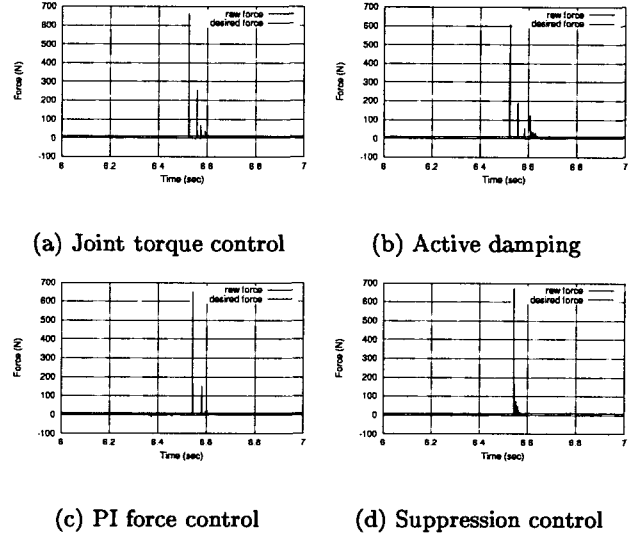 700
600
500
400
300
200
100
0
-100
Force (N)
raw force
desired force
6 6.2 6.4 6.6 6.8 7
Time (sec)
(a) Joint torque control
700
600
500
400
300
200
100
0
-100
Force (N)
raw force
desired force
6 6.2 6.4 6.6 6.8 7
Time (sec)
(b) Active damping
700
600
500
400
300
200
100
0
-100
Force (N)
raw force
desired force
6 6.2 6.4 6.6 6.8 7
Time (sec)
(c) PI force control
700
600
500
400
300
200
100
0
-100
Force (N)
raw force
desired force
6 6.2 6.4 6.6 6.8 7
Time (sec)
(d) Suppression control